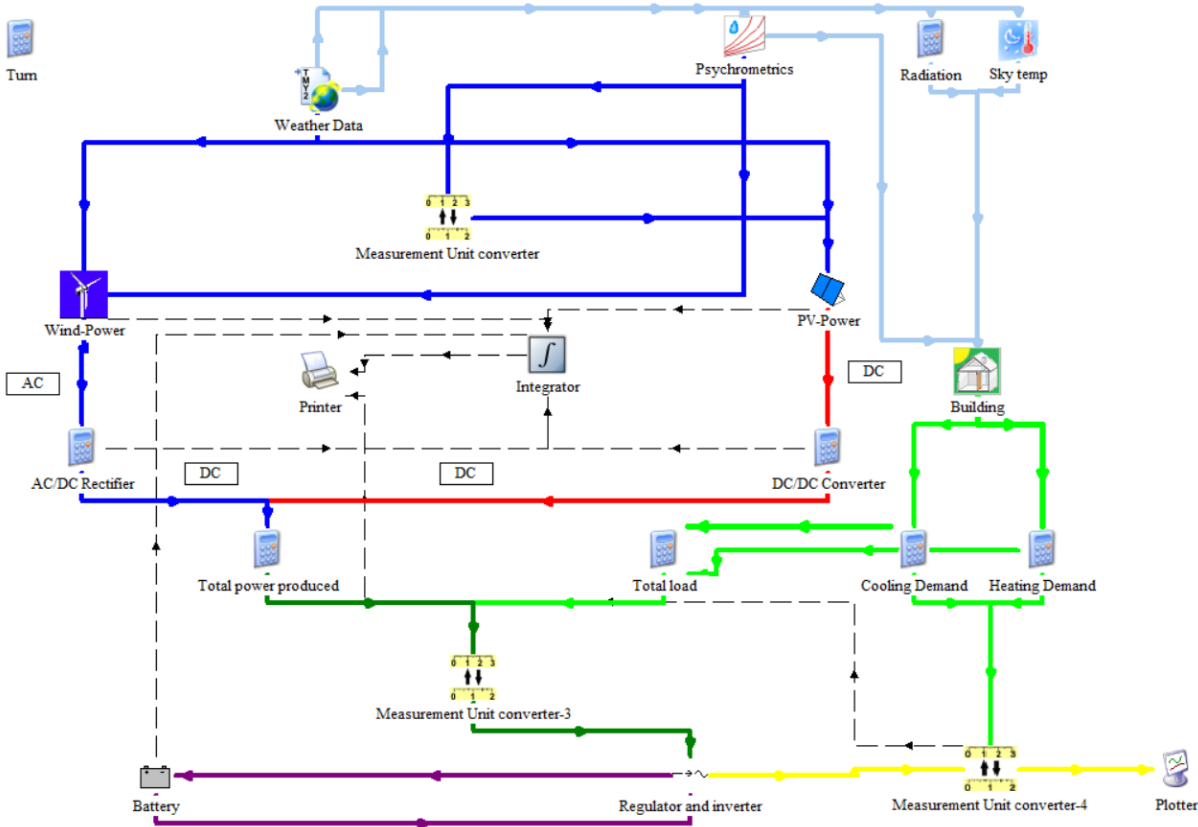 Turn
Psychrometrics
Radiation
Sky temp
TMY2
Weather Data
0 1 2 3
0 1 2
Measurement Unit converter
Wind-Power
PV-Power
AC
Printer
∫
Integrator
DC
Building
AC/DC Rectifier
DC
DC
DC/DC Converter
Total power produced
Total load
Cooling Demand
Heating Demand
0 1 2 3
0 1 2
Measurement Unit converter-3
0 1 2 3
0 1 2
Battery
Regulator and inverter
Measurement Unit converter-4
Plotter